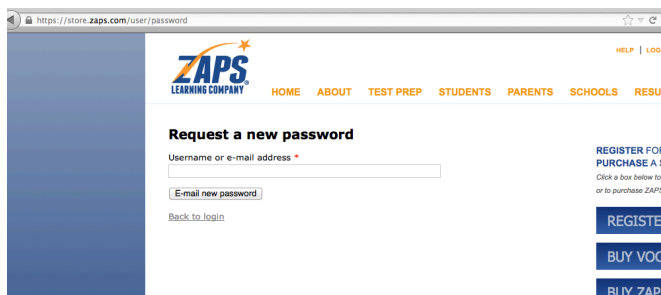 https://store.zaps.com/user/password
HELP | LOG
ZAPS
LEARNING COMPANY
HOME ABOUT TEST PREP STUDENTS PARENTS SCHOOLS RESU
Request a new password
Username or e-mail address *
E-mail new password
Back to login
REGISTER FOR
PURCHASE A S
Click a box below to
or to purchase ZAPS
REGISTE
BUY VOC
BUY ZAP